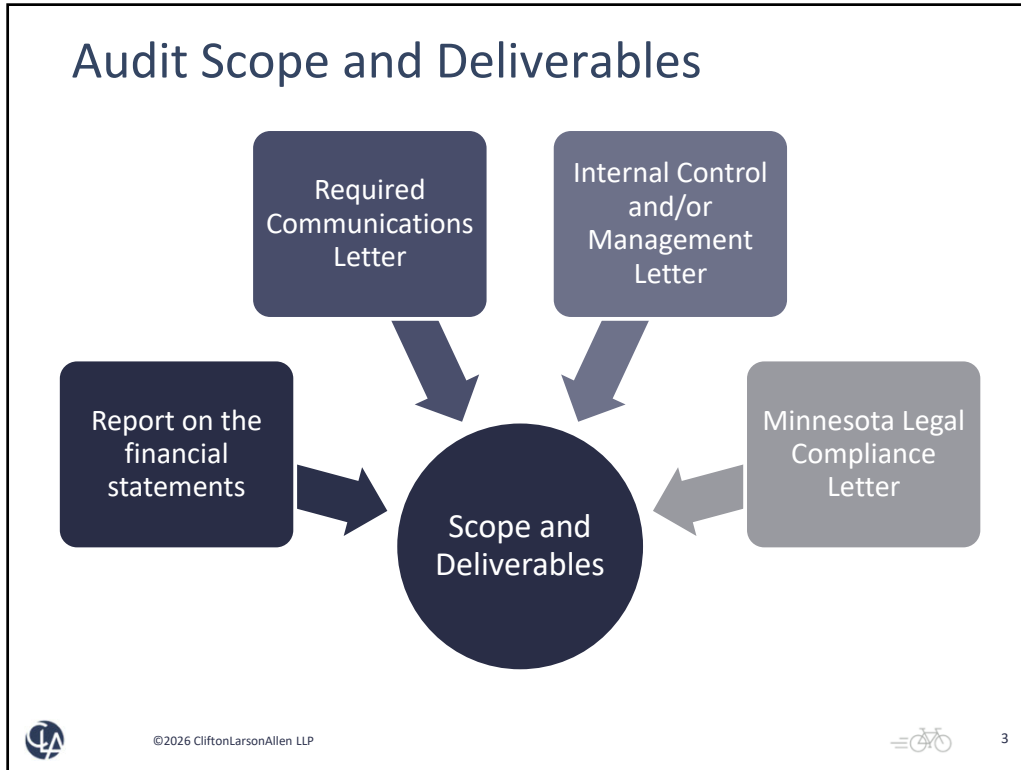 Audit Scope and Deliverables
Required
Communications
Letter
Internal Control
and/or
Management
Letter
Report on the
financial
statements
Minnesota Legal
Compliance
Letter
Scope and
Deliverables
CLA
©2026 CliftonLarsonAllen LLP
3